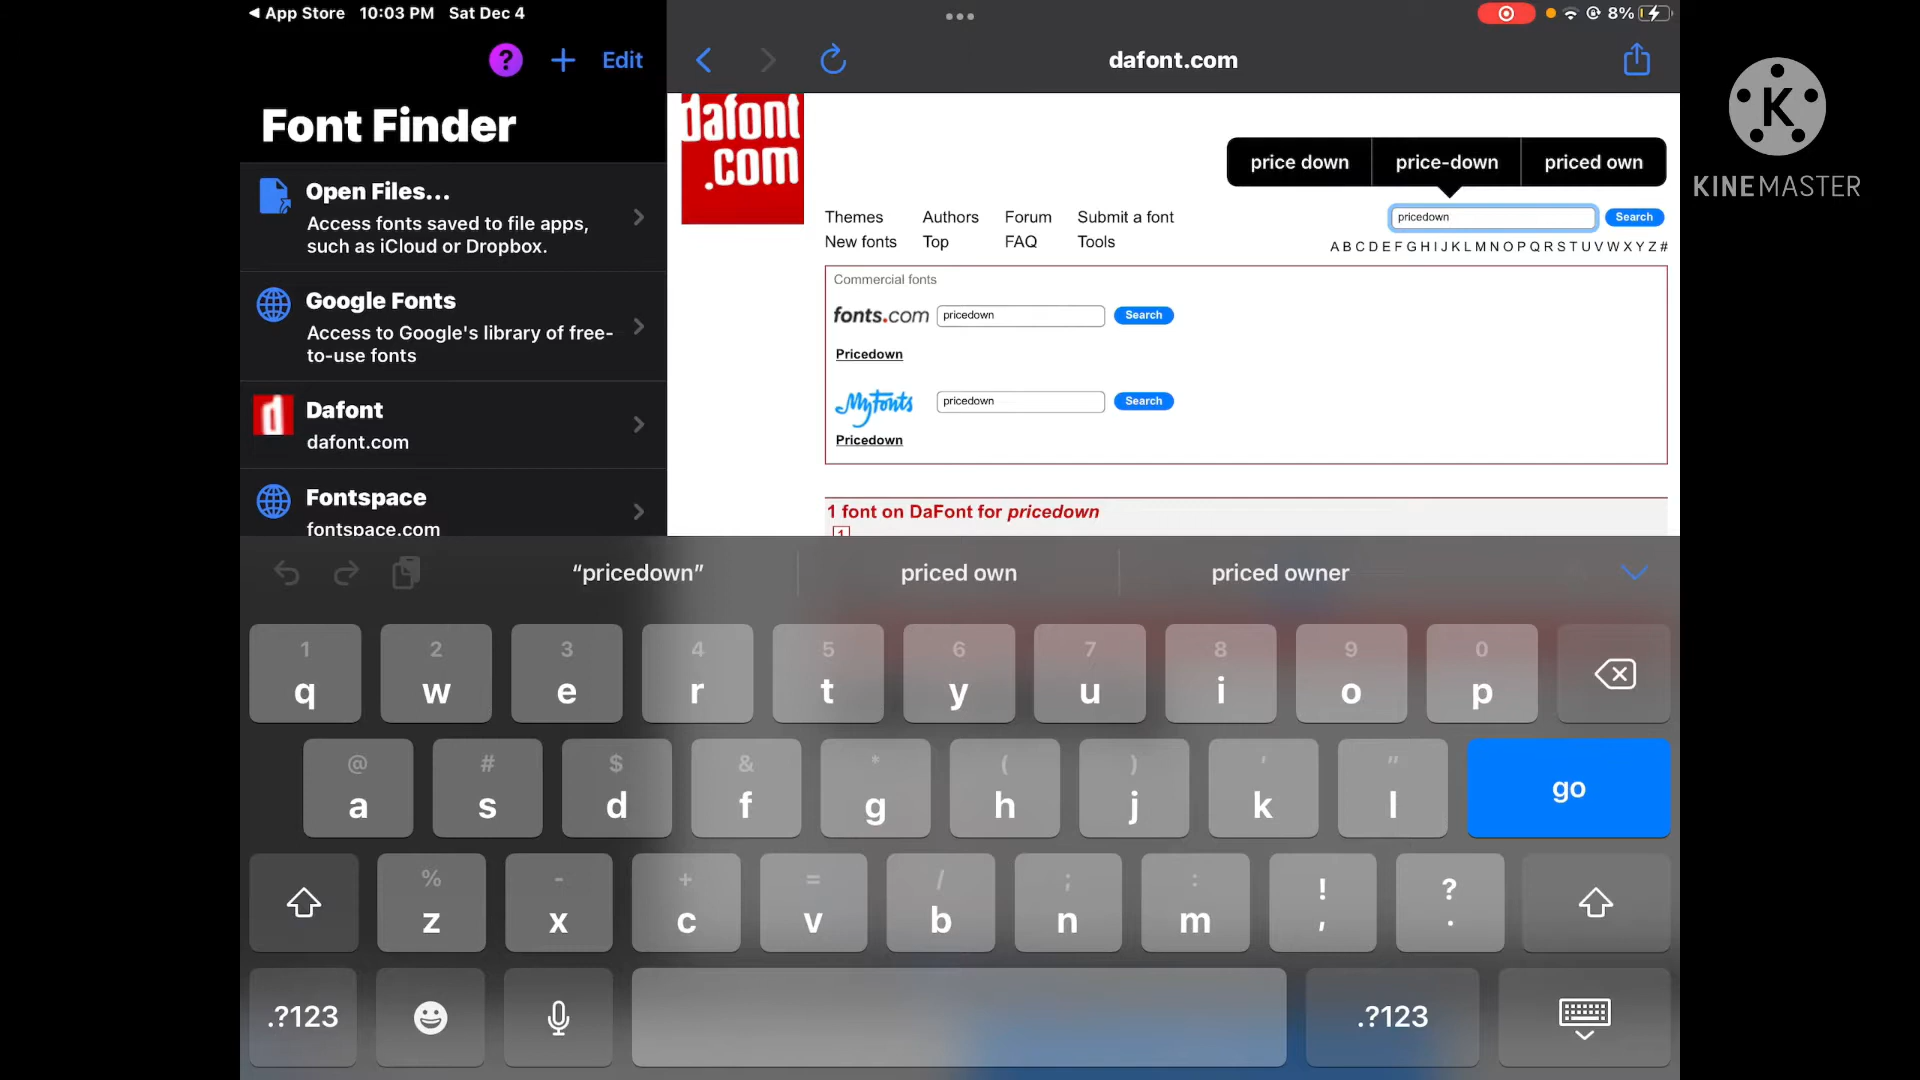 App Store 10:03 PM Sat Dec 4
8%
? + Edit
dafont.com
Font Finder
Open Files...
Access fonts saved to file apps,
such as iCloud or Dropbox.
Google Fonts
Access to Google's library of free-
to-use fonts
Dafont
dafont.com
Fontspace
fontspace.com
dafont
.com
price down price-down priced own
Themes Authors Forum Submit a font
New fonts Top FAQ Tools
pricedown Search
A B C D E F G H I J K L M N O P Q R S T U V W X Y Z #
Commercial fonts
fonts.com pricedown Search
Pricedown
MyFonts pricedown Search
Pricedown
1 font on DaFont for pricedown
1
“pricedown” priced own priced owner
1 2 3 4 5 6 7 8 9 0
q w e r t y u i o p
@ # $ & * ( ) ' "
a s d f g h j k l go
% - + = / ; : ! ?
z x c v b n m , .
.?123 .?123
K
KINEMASTER